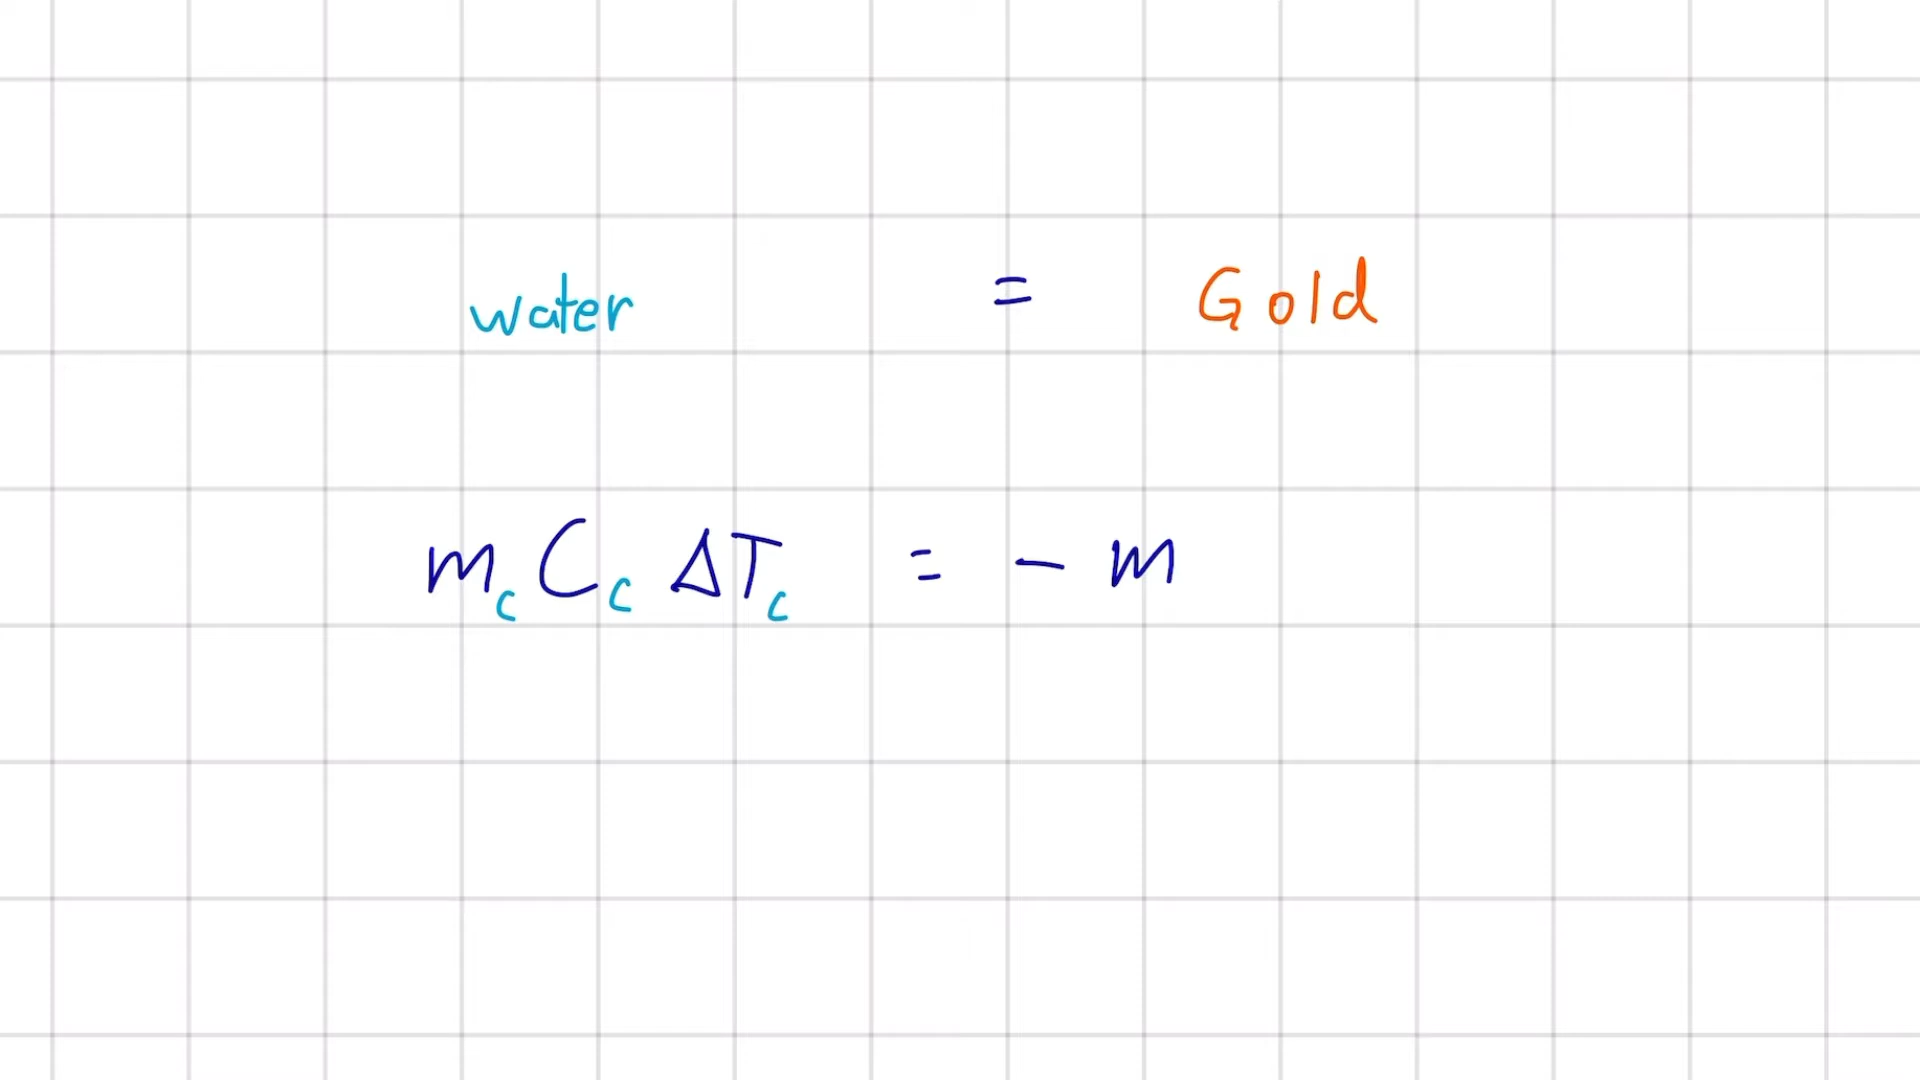 water = Gold
m_c C_c ΔT_c = - m